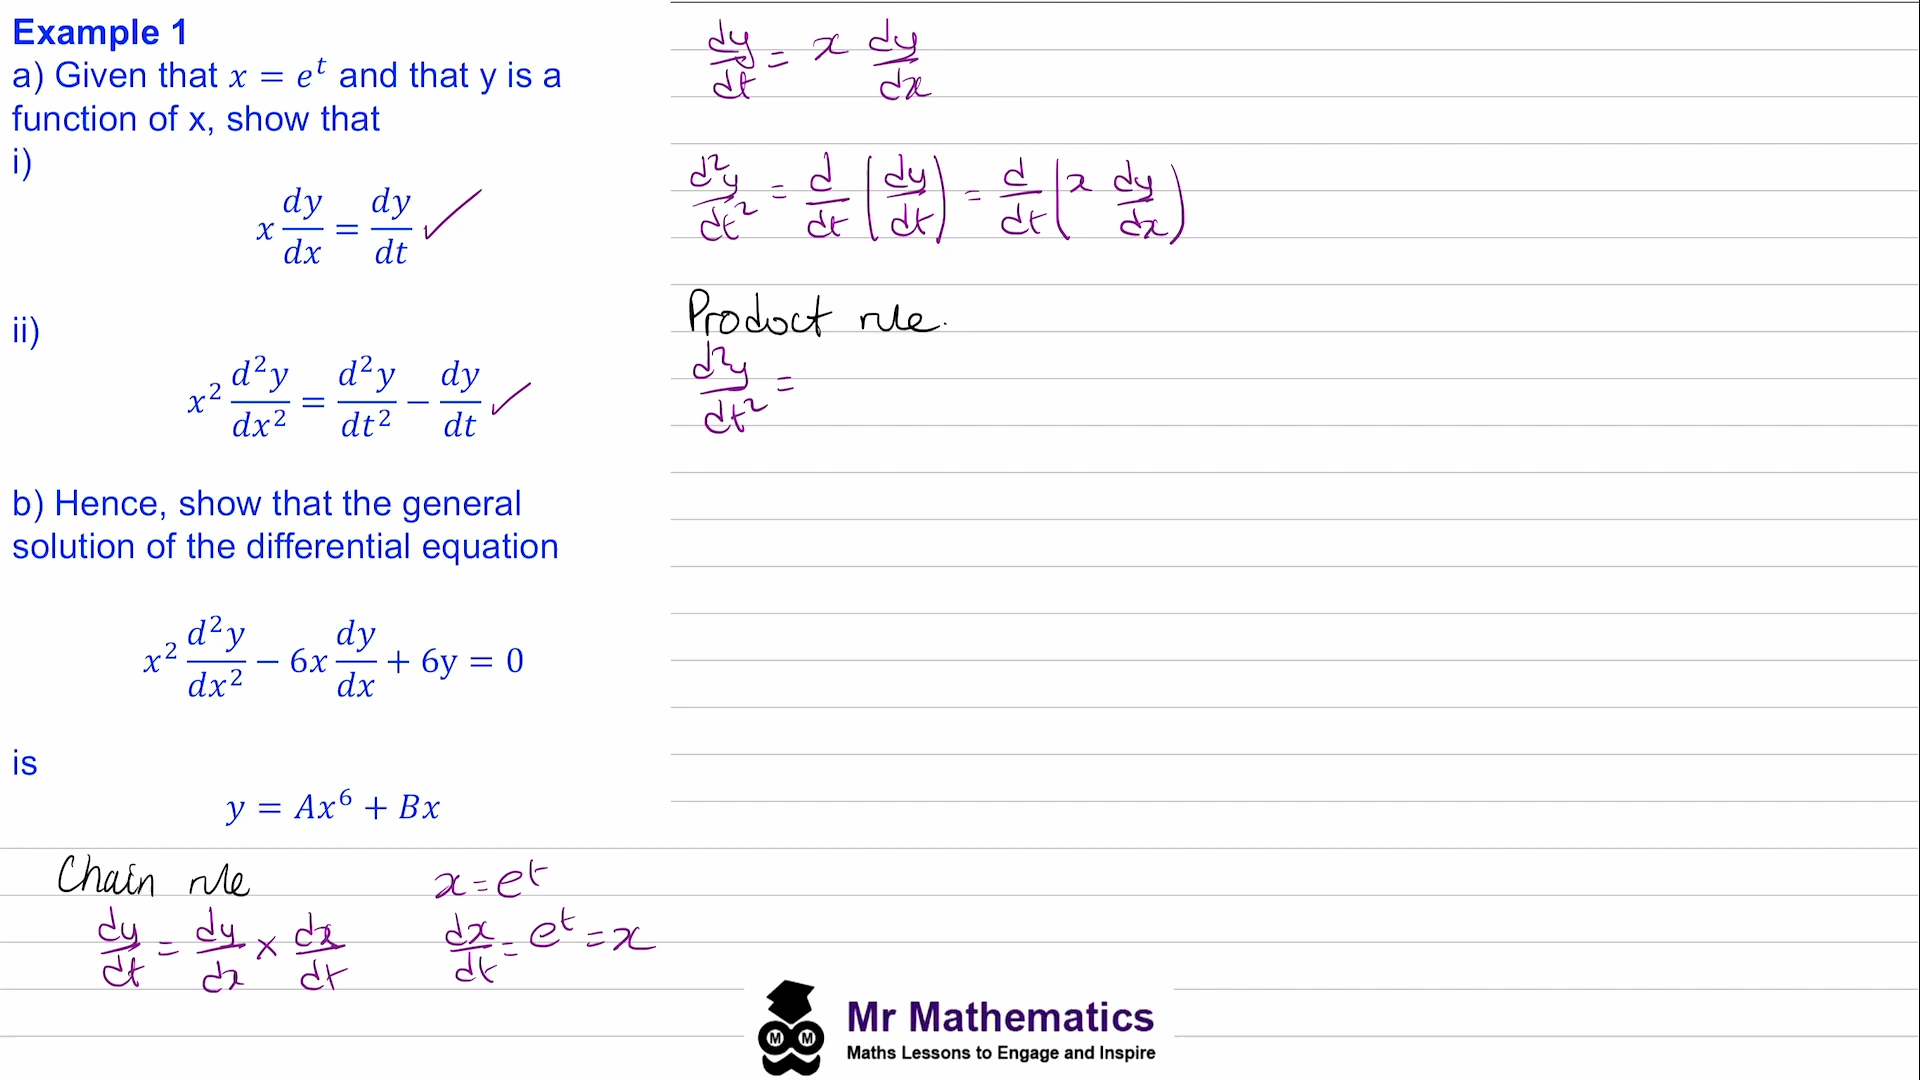 Example 1
a) Given that x = e^t and that y is a
function of x, show that
i)
x dy/dx = dy/dt ✓
ii)
x² d²y/dx² = d²y/dt² − dy/dt ✓
b) Hence, show that the general
solution of the differential equation
x² d²y/dx² − 6x dy/dx + 6y = 0
is
y = Ax⁶ + Bx
Chain rule
dy/dt = dy/dx × dx/dt
x = e^t
dx/dt = e^t = x
dy/dt = x dy/dx
d²y/dt² = d/dt (dy/dt) = d/dt (x dy/dx)
Product rule.
d²y/dt² =
M M
Mr Mathematics
Maths Lessons to Engage and Inspire